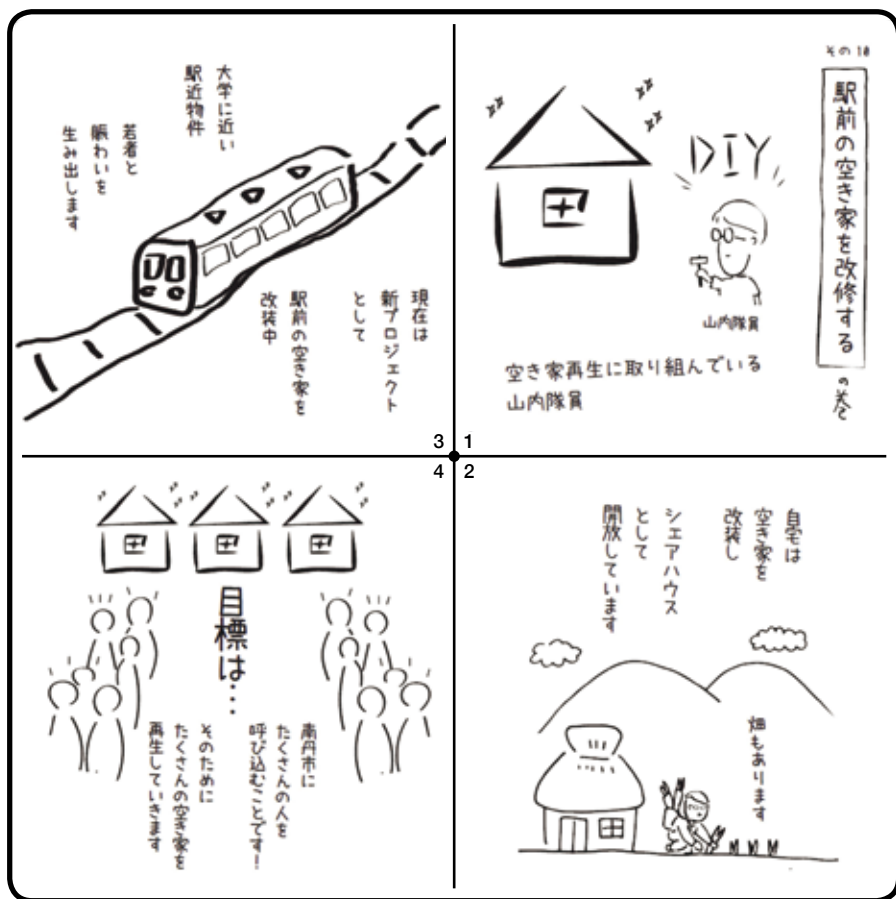 その10
駅前の空き家を改修する
の巻
DIY
山内隊員
空き家再生に取り組んでいる
山内隊員
1
2
自宅は
空き家を
改装し
シェアハウス
として
開放しています
畑もあります
3
大学に近い
駅近物件
若者と
賑わいを
生み出します
現在は
新プロジェクト
として
駅前の空き家を
改装中
4
目標は…
南丹市に
たくさんの人を
呼び込むことです!
そのために
たくさんの空き家を
再生していきます